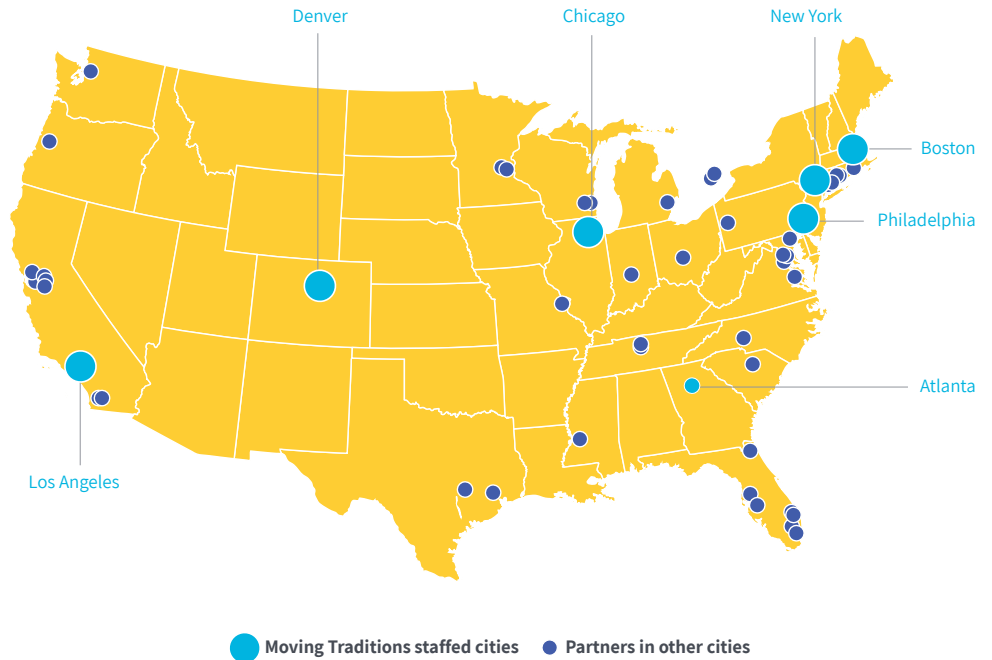 Denver
Chicago
New York
Boston
Philadelphia
Atlanta
Los Angeles
Moving Traditions staffed cities
Partners in other cities